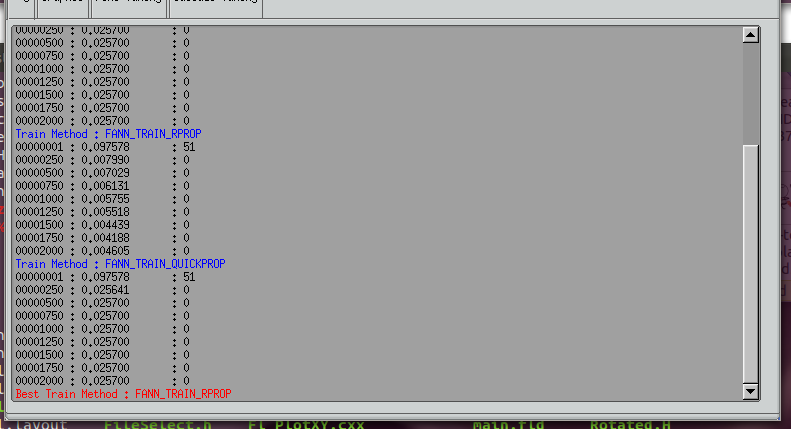 00000250 : 0.025700 : 0
00000500 : 0.025700 : 0
00000750 : 0.025700 : 0
00001000 : 0.025700 : 0
00001250 : 0.025700 : 0
00001500 : 0.025700 : 0
00001750 : 0.025700 : 0
00002000 : 0.025700 : 0
Train Method : FANN_TRAIN_RPROP
00000001 : 0.097578 : 51
00000250 : 0.007990 : 0
00000500 : 0.007029 : 0
00000750 : 0.006131 : 0
00001000 : 0.005755 : 0
00001250 : 0.005518 : 0
00001500 : 0.004439 : 0
00001750 : 0.004188 : 0
00002000 : 0.004605 : 0
Train Method : FANN_TRAIN_QUICKPROP
00000001 : 0.097578 : 51
00000250 : 0.025641 : 0
00000500 : 0.025700 : 0
00000750 : 0.025700 : 0
00001000 : 0.025700 : 0
00001250 : 0.025700 : 0
00001500 : 0.025700 : 0
00001750 : 0.025700 : 0
00002000 : 0.025700 : 0
Best Train Method : FANN_TRAIN_RPROP
.layout FileSelect.h Fl_PlotXY.cxx main.fld Rotated.H